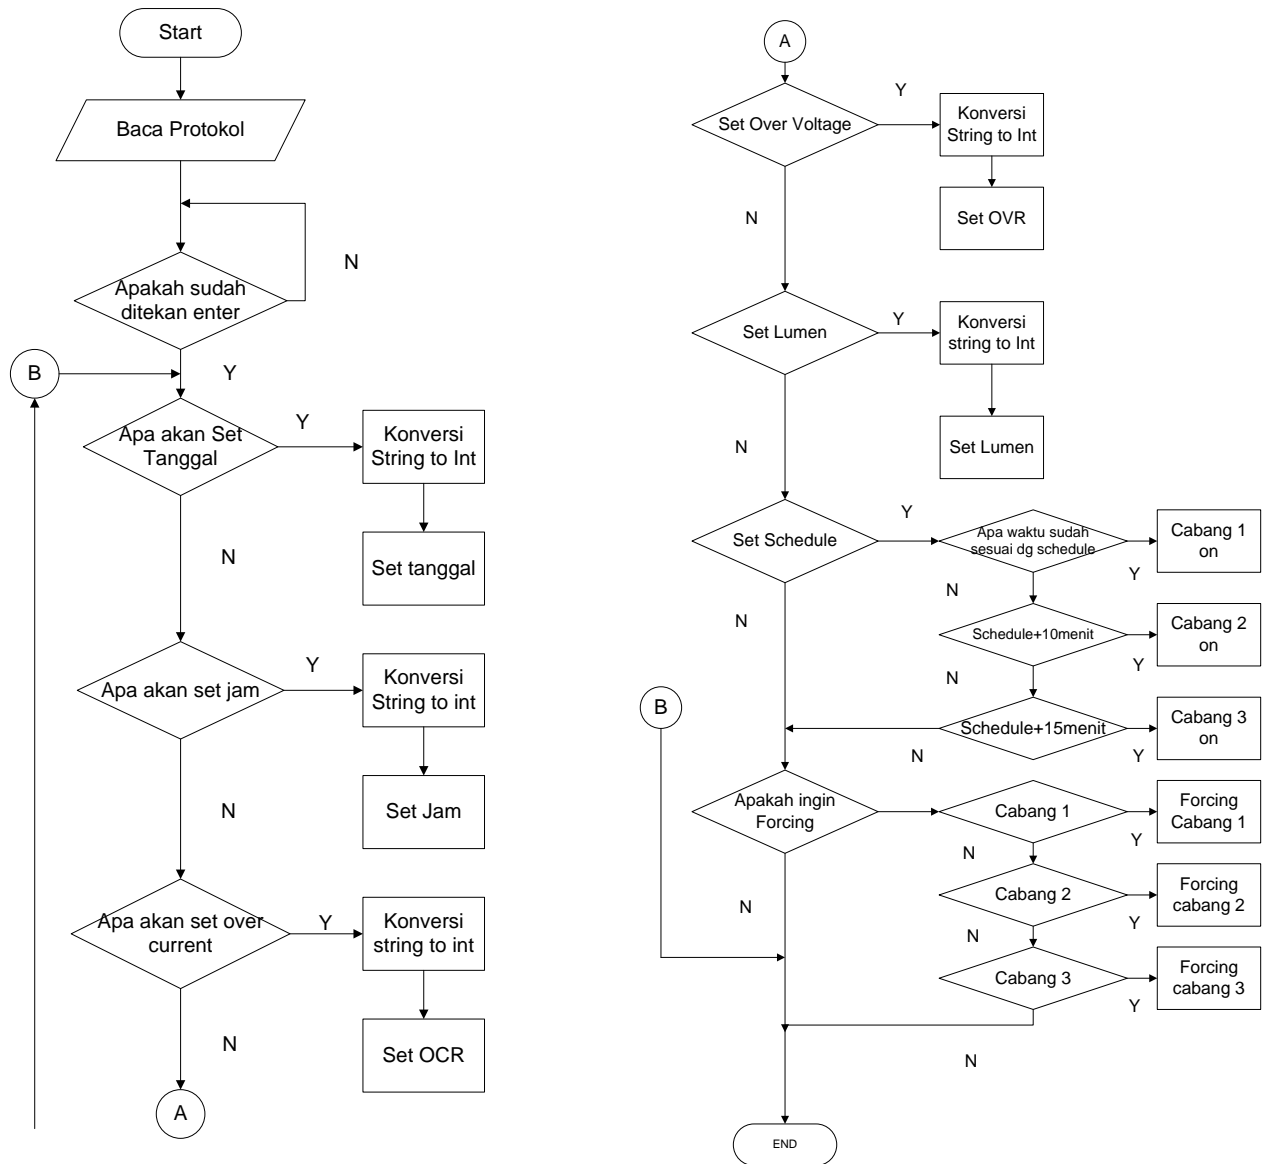 Start
Baca Protokol
N
Apakah sudah
ditekan enter
B
Y
Apa akan Set
Tanggal
Y
Konversi
String to Int
N
Set tanggal
Apa akan set jam
Y
Konversi
String to int
N
Set Jam
Apa akan set over
current
Y
Konversi
string to int
N
Set OCR
A
A
Set Over Voltage
Y
Konversi
String to Int
N
Set OVR
Set Lumen
Y
Konversi
string to Int
N
Set Lumen
Set Schedule
Y
Apa waktu sudah
sesuai dg schedule
Y
Cabang 1
on
N
N
Schedule+10menit
Y
Cabang 2
on
N
B
Schedule+15menit
Y
Cabang 3
on
N
Apakah ingin
Forcing
Cabang 1
Y
Forcing
Cabang 1
N
N
Cabang 2
Y
Forcing
cabang 2
N
Cabang 3
Y
Forcing
cabang 3
N
END